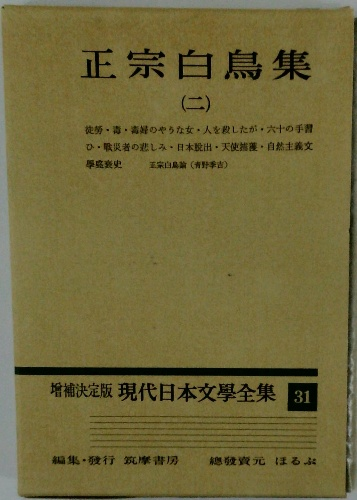 正宗白鳥集
(二)
徒勞・毒・毒婦のやうな女・人を殺したが・六十の手習
ひ・戰災者の悲しみ・日本脱出・天使捕獲・自然主義文
學盛衰史　正宗白鳥論（青野季吉）
增補決定版 現代日本文學全集 31
編集・發行 筑摩書房　總發賣元 ほるぷ